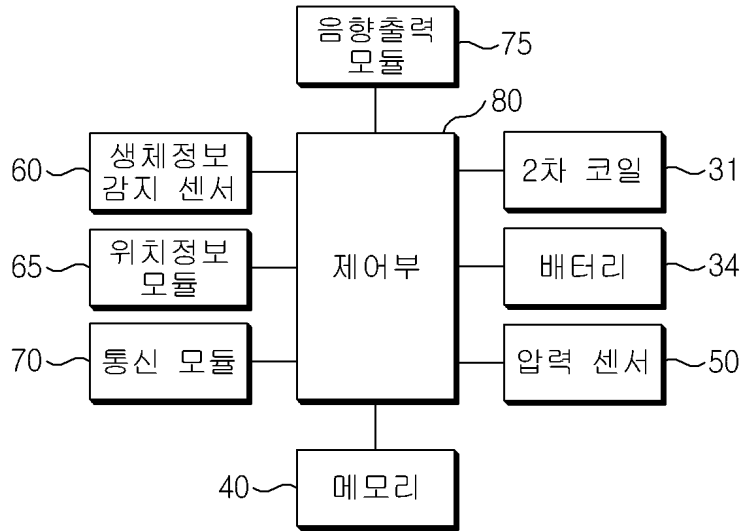 음향출력
모듈
75
80
생체정보
감지 센서
60
2차 코일
31
위치정보
모듈
65
제어부
배터리
34
통신 모듈
70
압력 센서
50
메모리
40